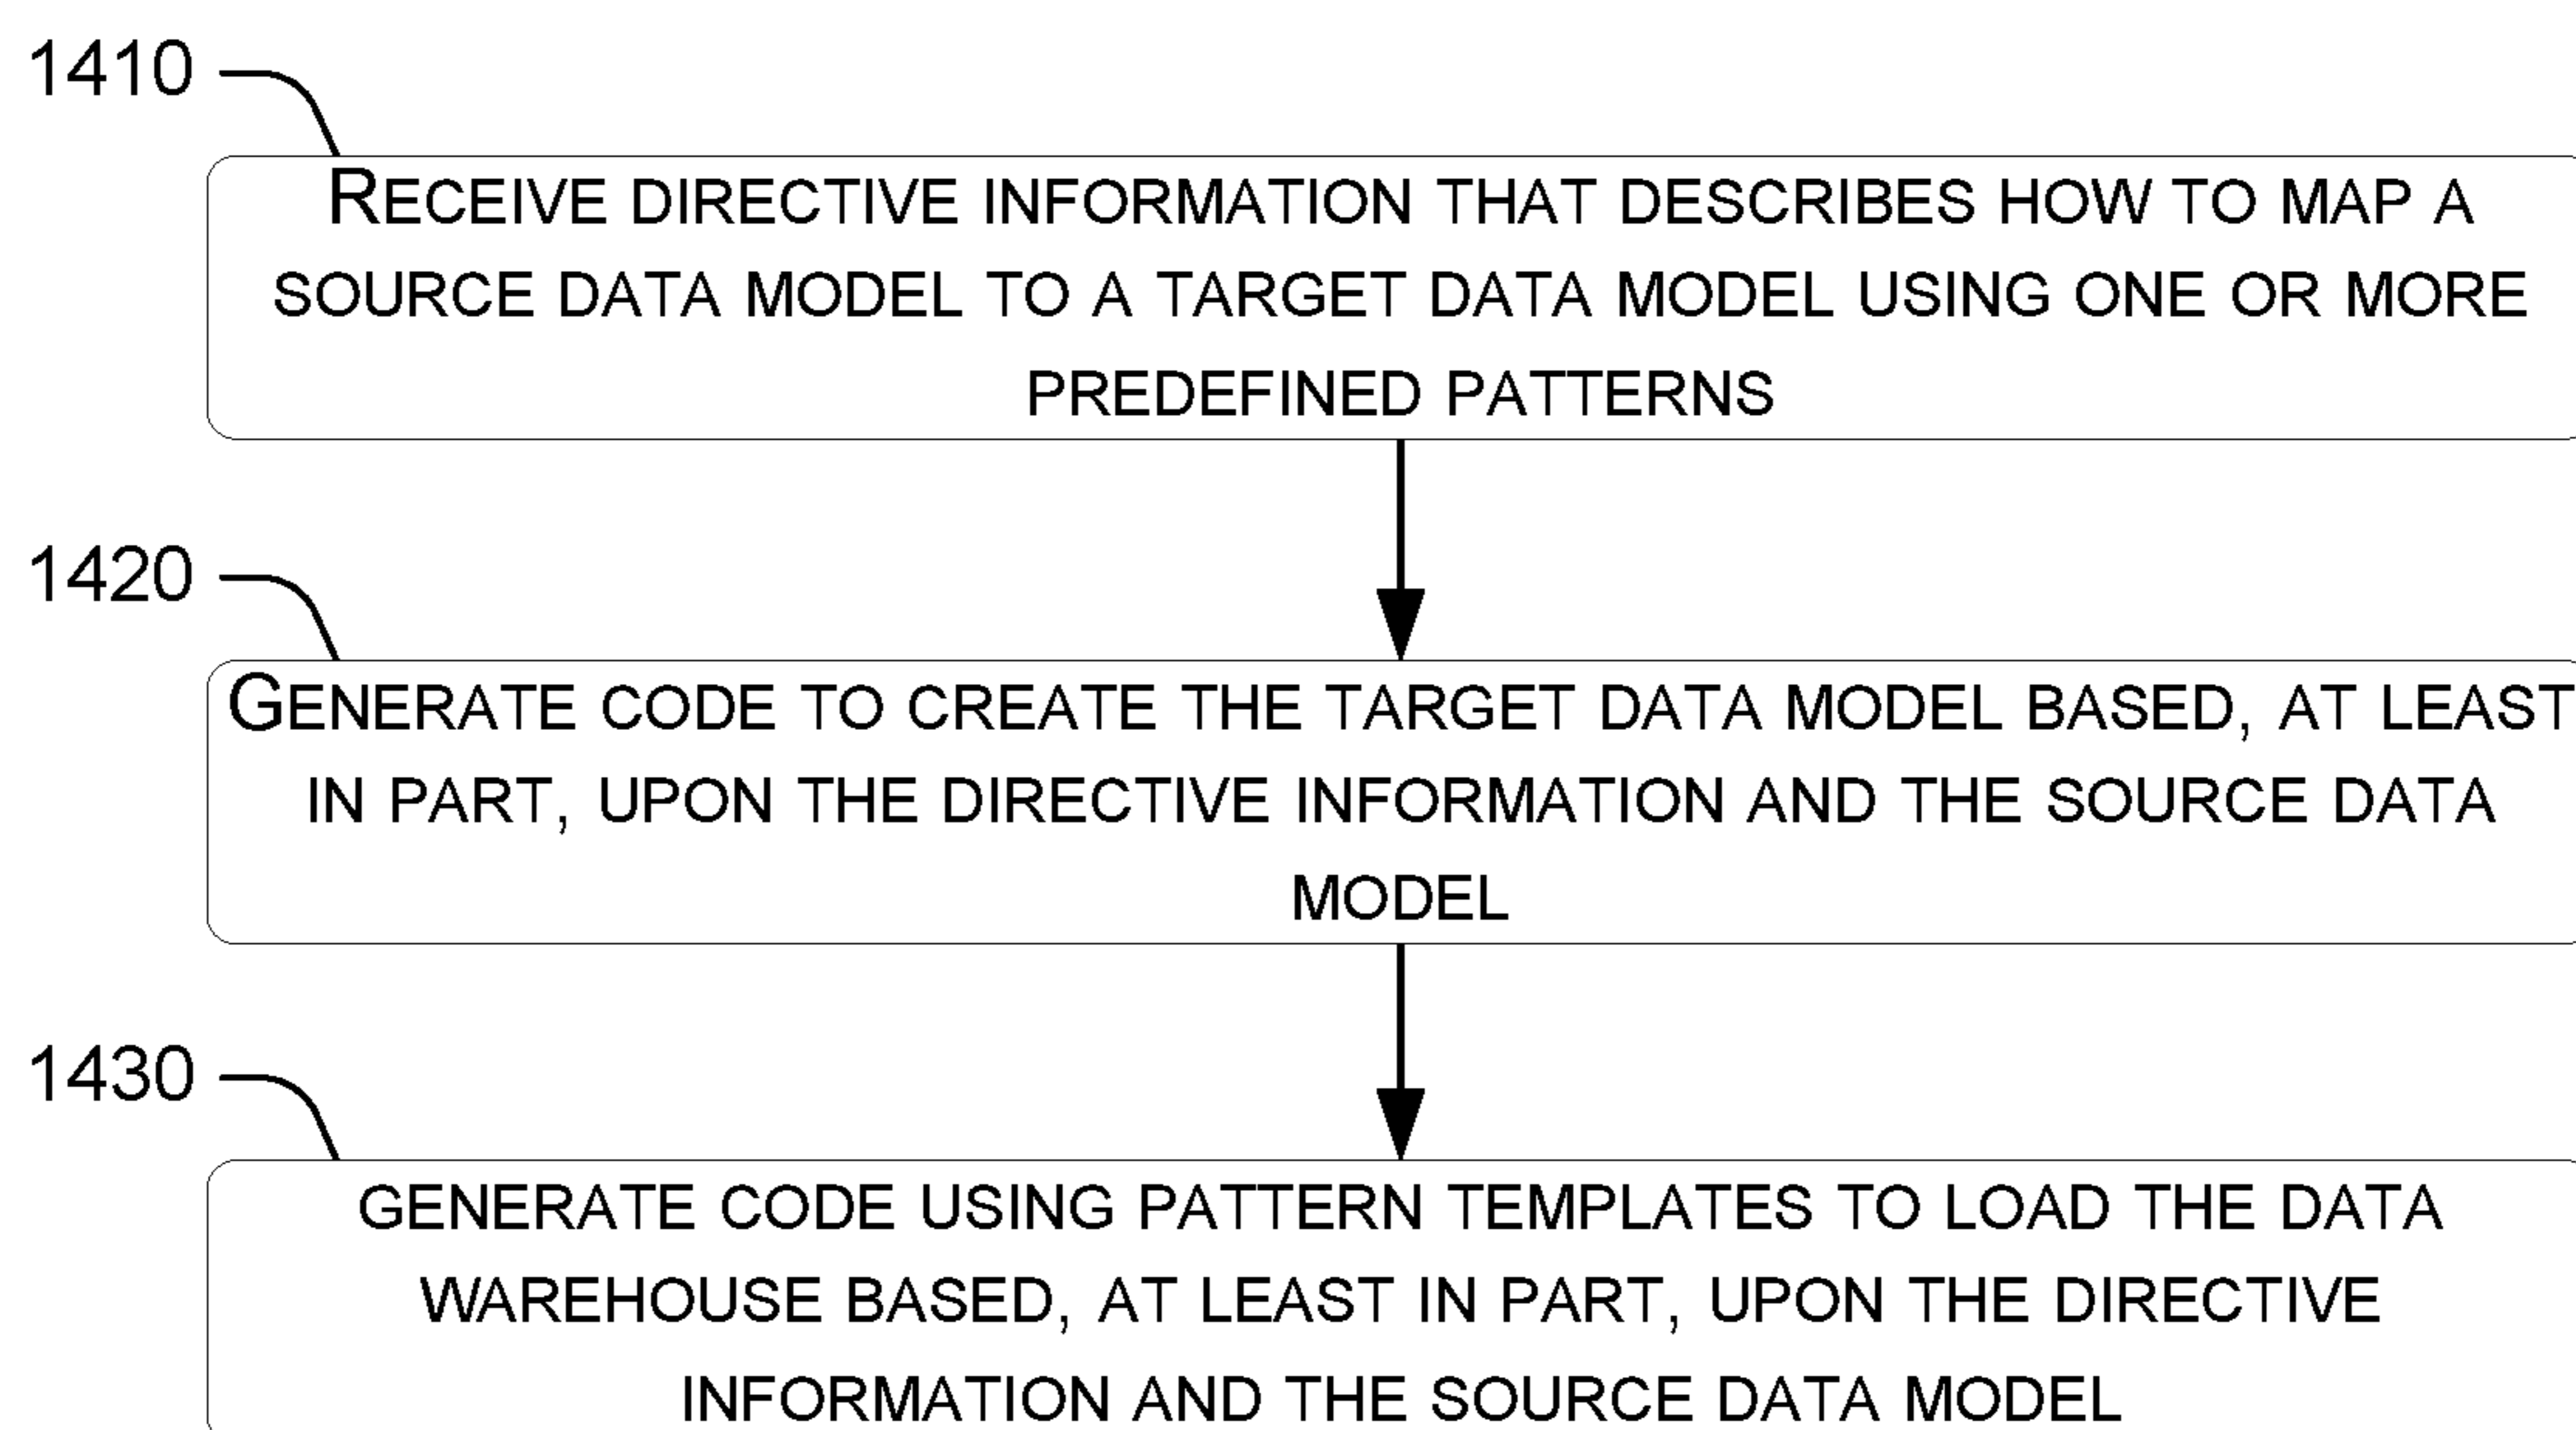 1410
RECEIVE DIRECTIVE INFORMATION THAT DESCRIBES HOW TO MAP A
SOURCE DATA MODEL TO A TARGET DATA MODEL USING ONE OR MORE
PREDEFINED PATTERNS
1420
GENERATE CODE TO CREATE THE TARGET DATA MODEL BASED, AT LEAST
IN PART, UPON THE DIRECTIVE INFORMATION AND THE SOURCE DATA
MODEL
1430
GENERATE CODE USING PATTERN TEMPLATES TO LOAD THE DATA
WAREHOUSE BASED, AT LEAST IN PART, UPON THE DIRECTIVE
INFORMATION AND THE SOURCE DATA MODEL